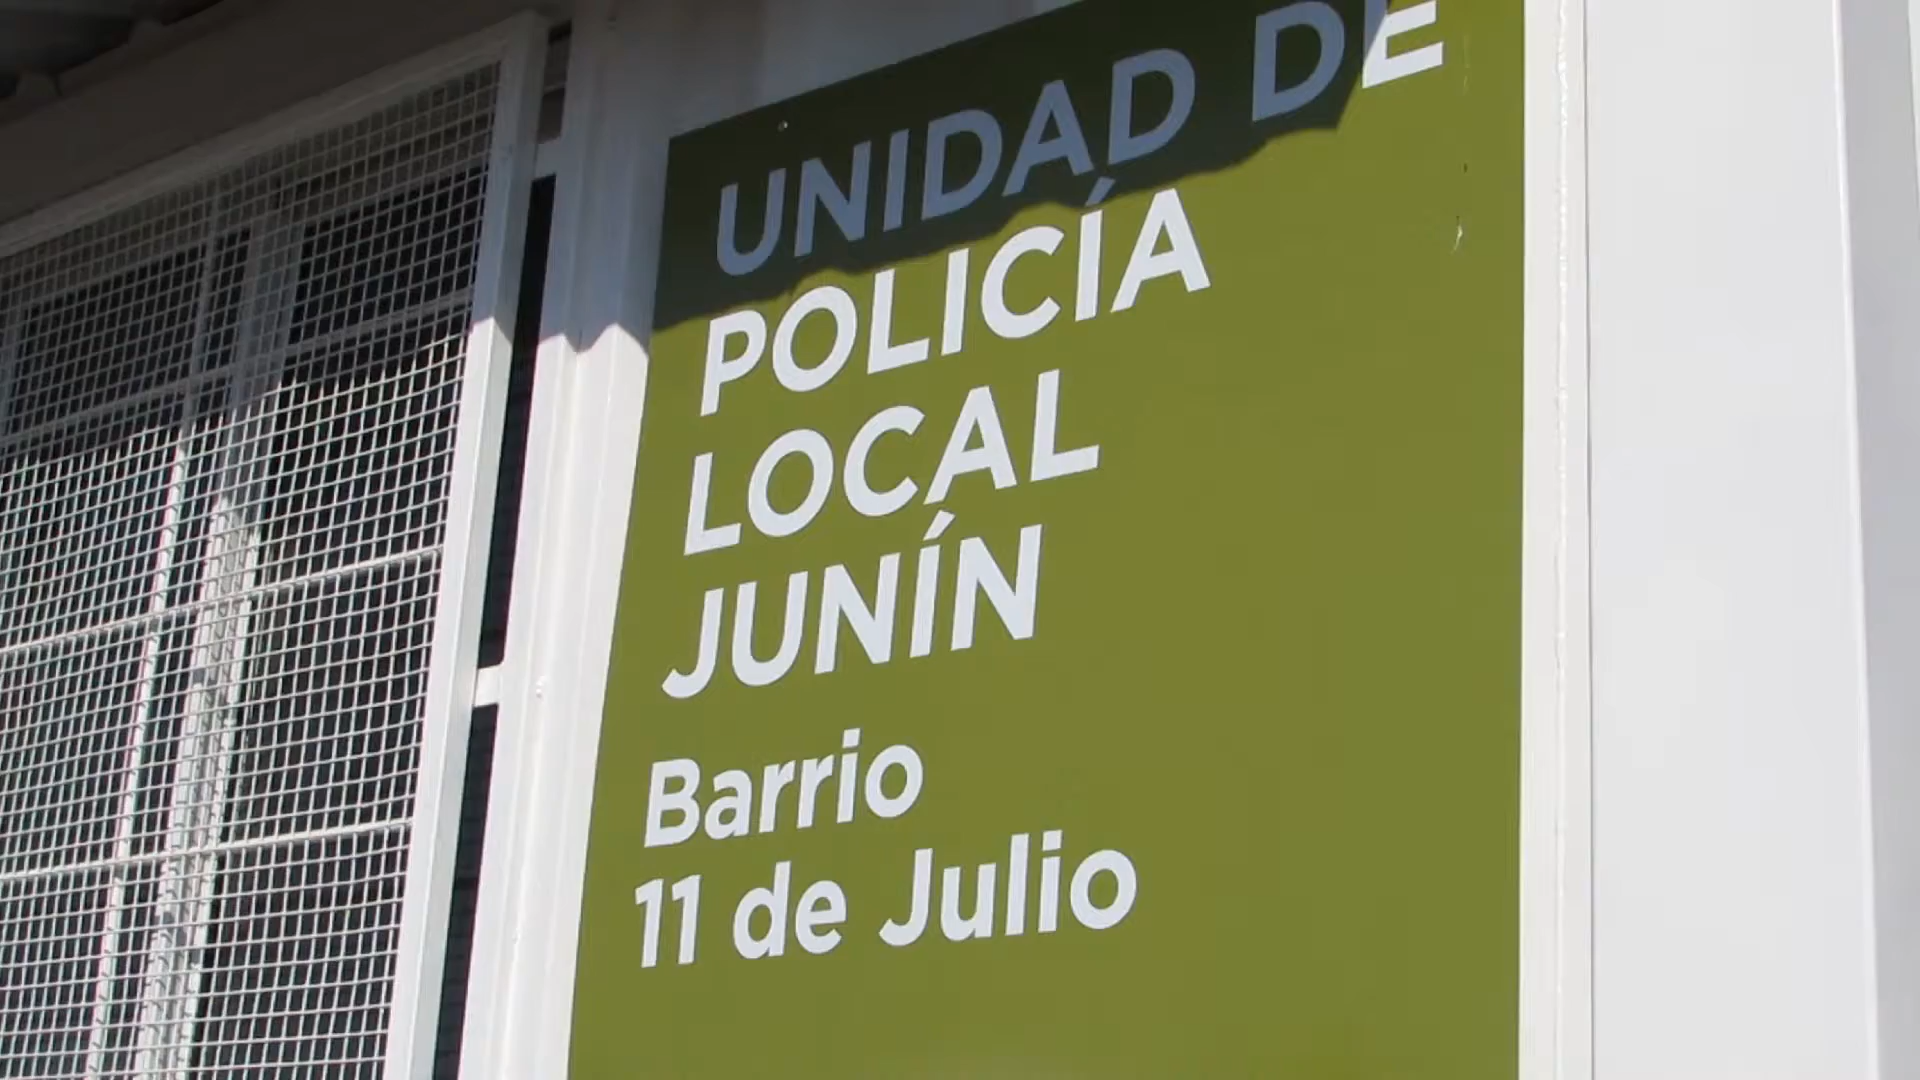 UNIDAD DE
POLICÍA
LOCAL
JUNÍN
Barrio
11 de Julio